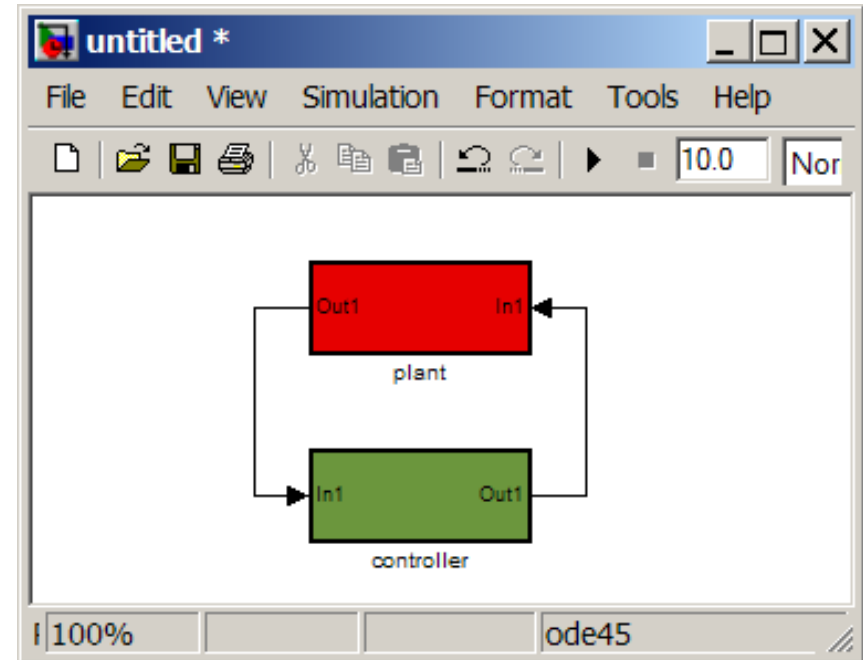 untitled *
File Edit View Simulation Format Tools Help
10.0 Nor
Out1 In1
plant
In1 Out1
controller
100% ode45